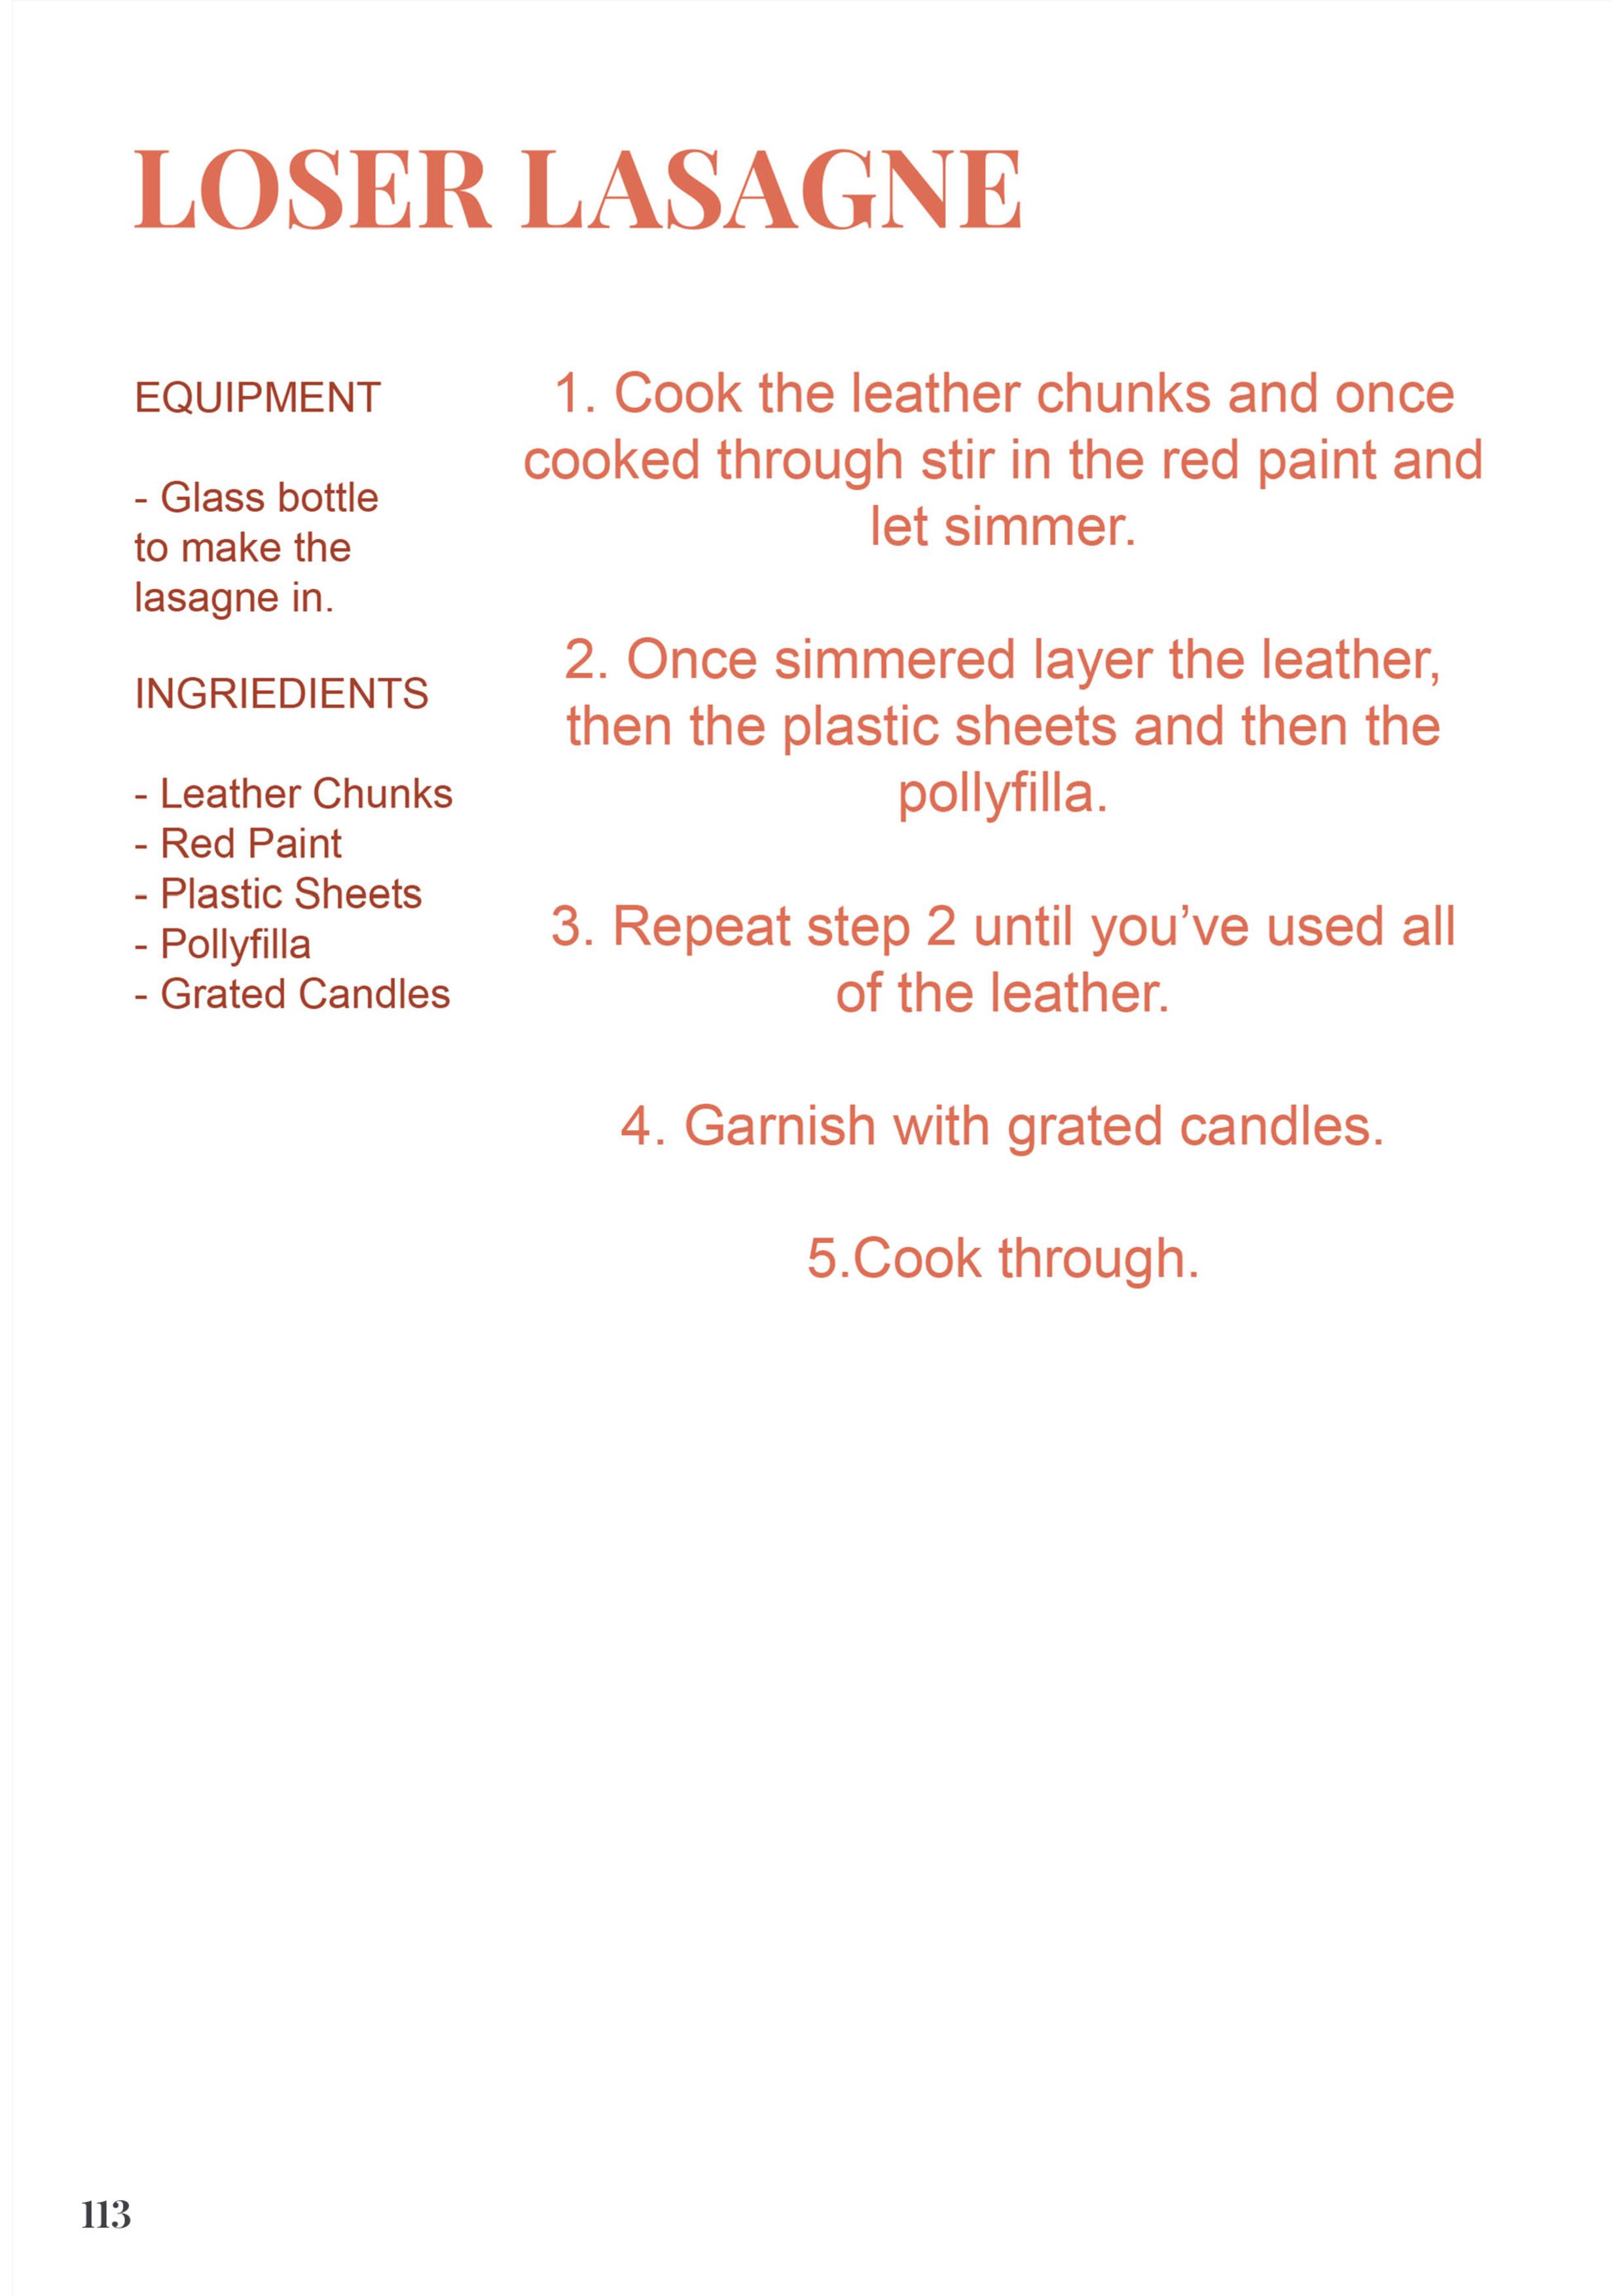 LOSER LASAGNE
EQUIPMENT
- Glass bottle
to make the
lasagne in.
INGRIEDIENTS
- Leather Chunks
- Red Paint
- Plastic Sheets
- Pollyfilla
- Grated Candles
1. Cook the leather chunks and once
cooked through stir in the red paint and
let simmer.
2. Once simmered layer the leather,
then the plastic sheets and then the
pollyfilla.
3. Repeat step 2 until you’ve used all
of the leather.
4. Garnish with grated candles.
5.Cook through.
113